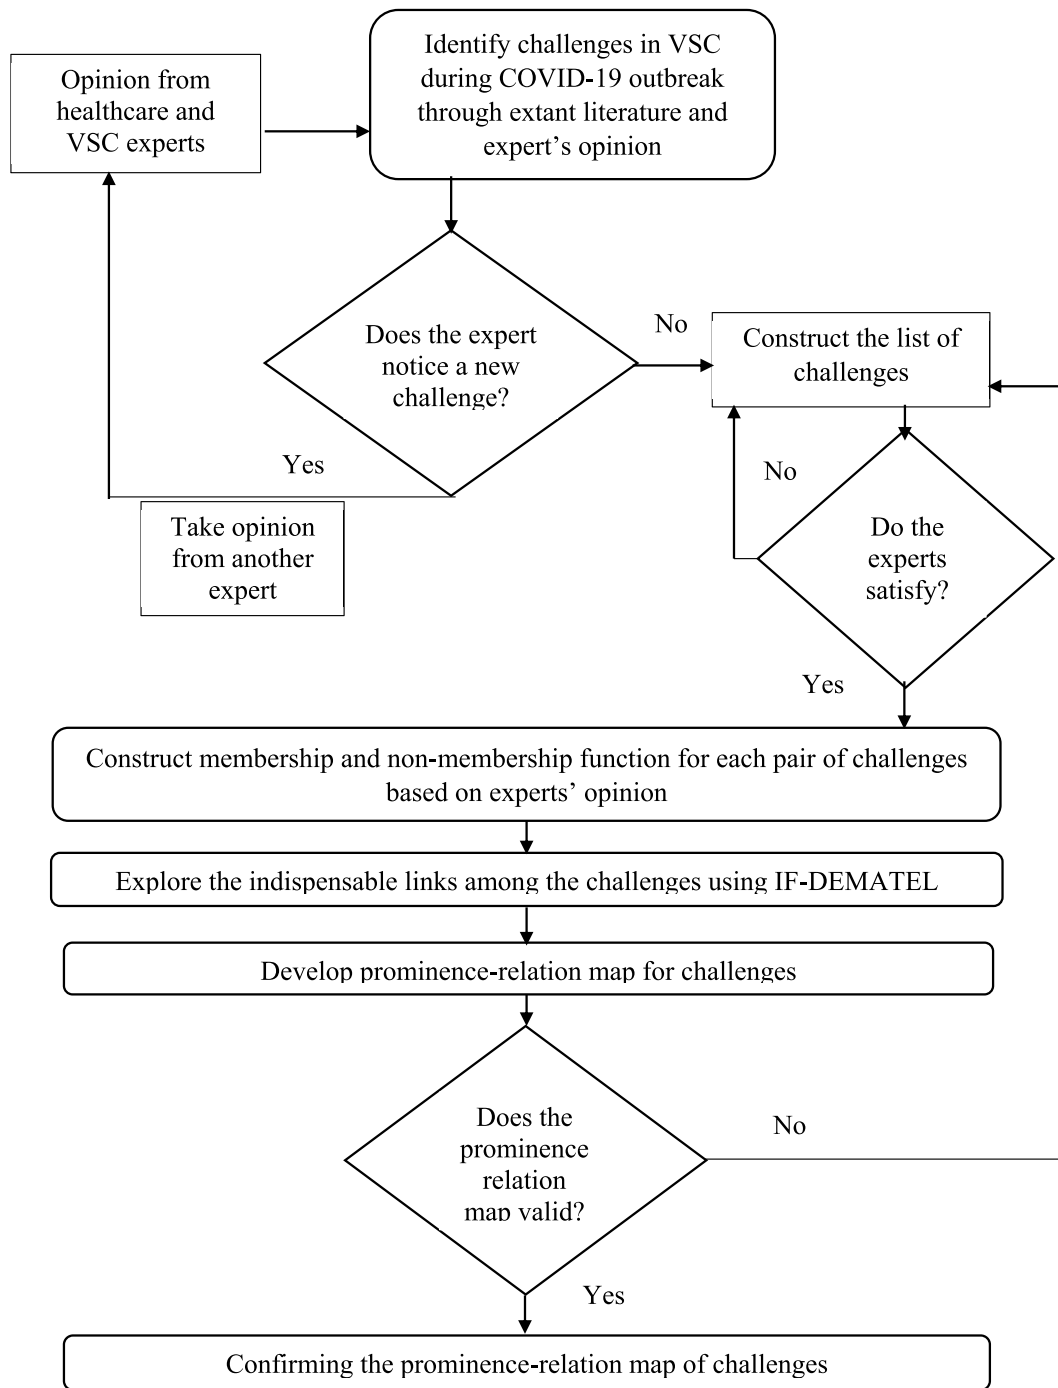 Opinion from
healthcare and
VSC experts
Identify challenges in VSC
during COVID-19 outbreak
through extant literature and
expert’s opinion
Does the expert
notice a new
challenge?
No
Construct the list of
challenges
Yes
Take opinion
from another
expert
No
Do the
experts
satisfy?
Yes
Construct membership and non-membership function for each pair of challenges
based on experts’ opinion
Explore the indispensable links among the challenges using IF-DEMATEL
Develop prominence-relation map for challenges
Does the
prominence
relation
map valid?
No
Yes
Confirming the prominence-relation map of challenges